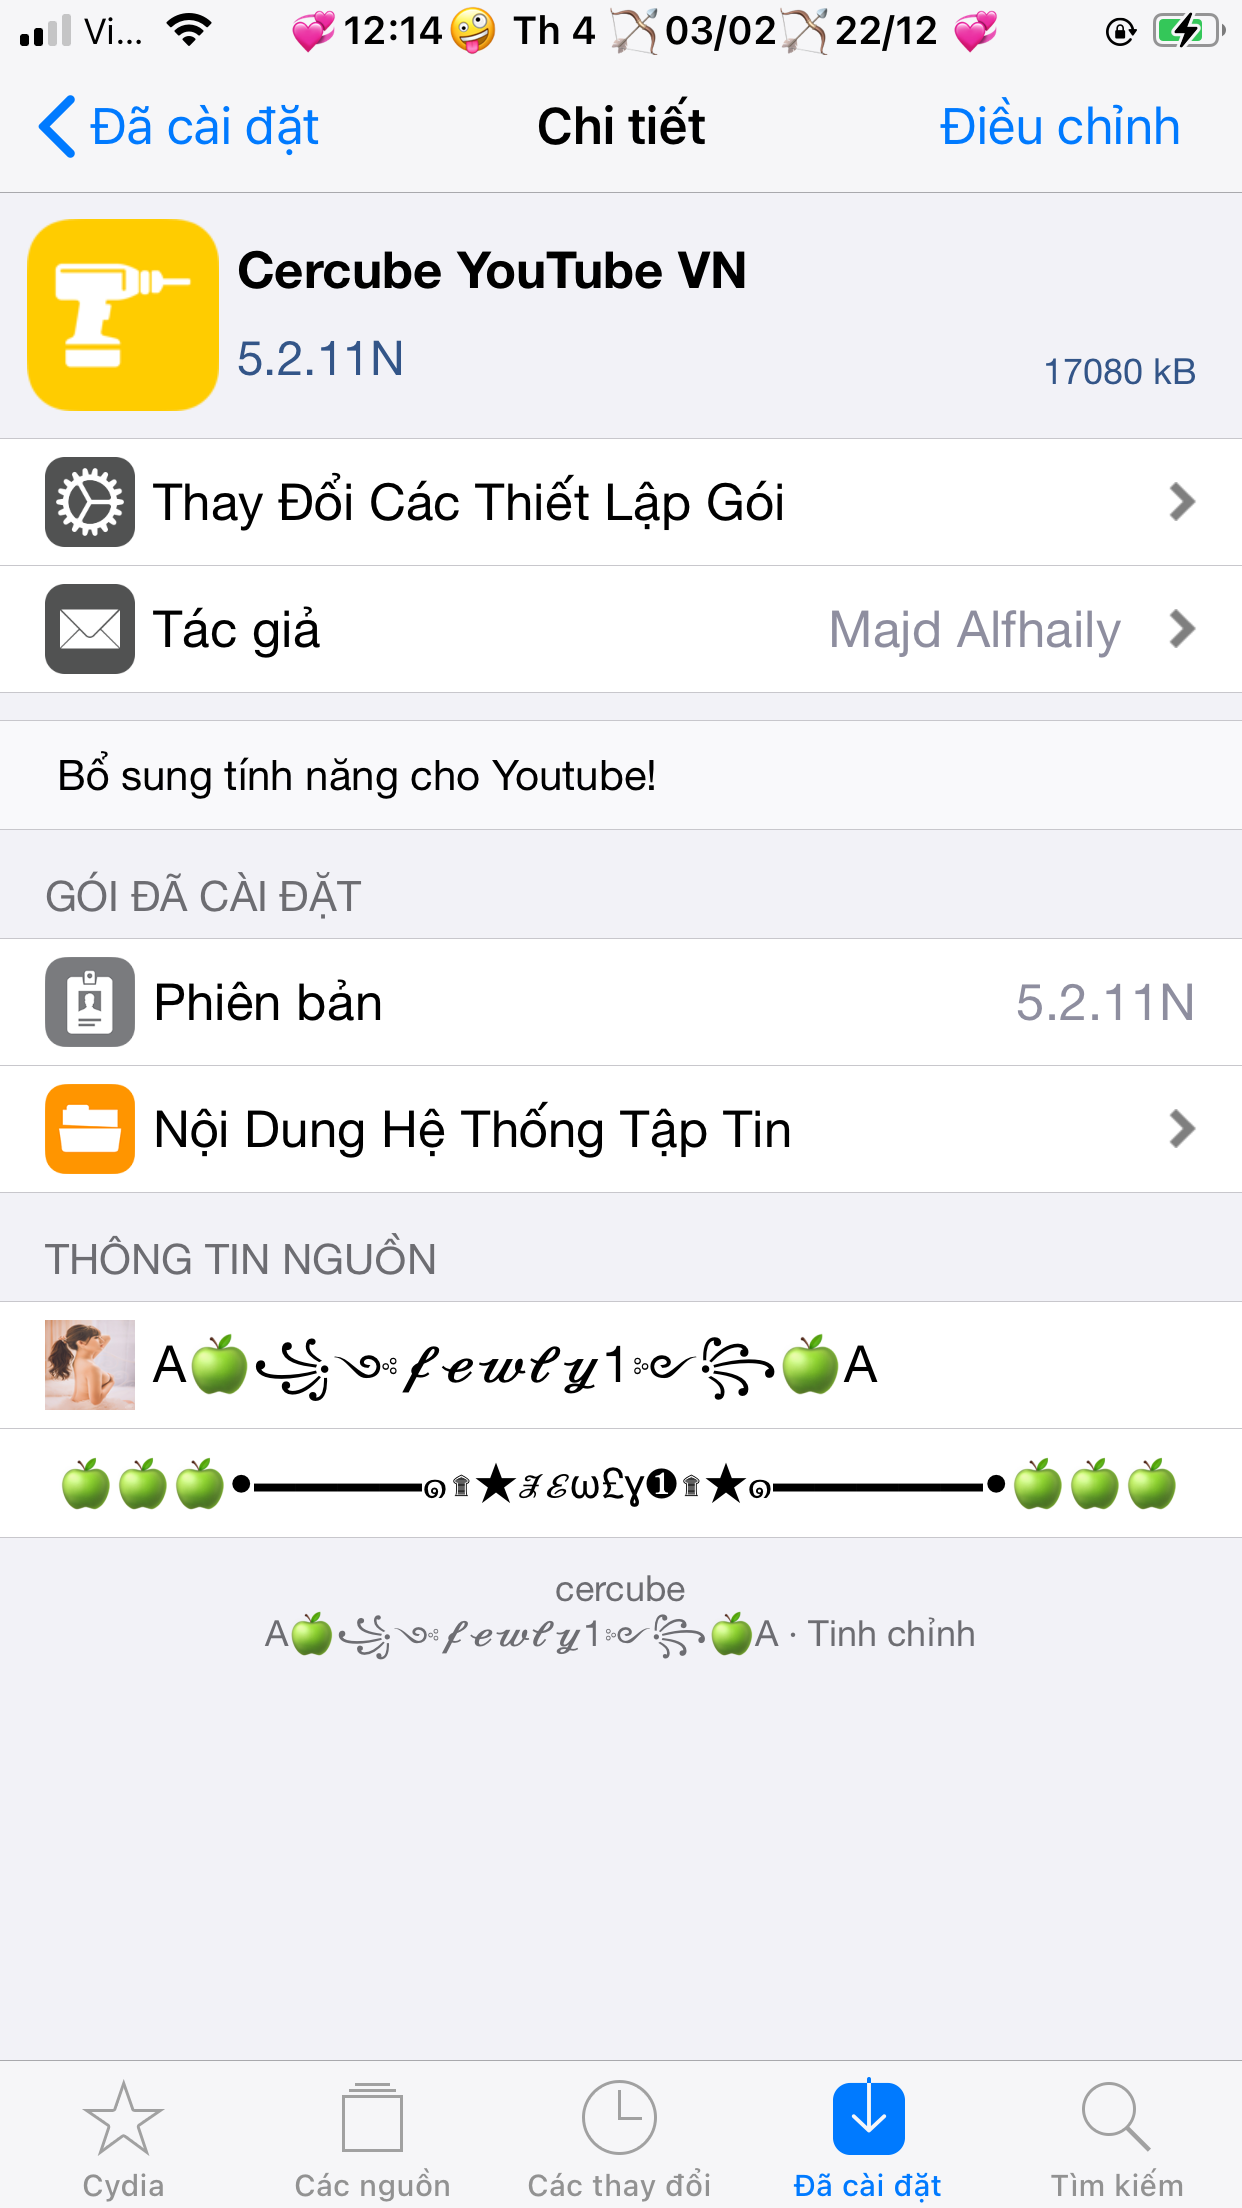 Vi... 💞12:14🤪 Th 4 🏹03/02🏹22/12 💞
Đã cài đặt Chi tiết Điều chỉnh
Cercube YouTube VN
5.2.11N 17080 kB
Thay Đổi Các Thiết Lập Gói
Tác giả Majd Alfhaily
Bổ sung tính năng cho Youtube!
GÓI ĐÃ CÀI ĐẶT
Phiên bản 5.2.11N
Nội Dung Hệ Thống Tập Tin
THÔNG TIN NGUỒN
A🍏꧁༺𝒻ℯ𝓌𝓁𝓎1༻꧂🍏A
🍏🍏🍏•━━━━━━๑۩★ℱℰω£ɣ❶۩★๑━━━━━━━•🍏🍏🍏
cercube
A🍏꧁༺𝒻ℯ𝓌𝓁𝓎1༻꧂🍏A · Tinh chỉnh
Cydia Các nguồn Các thay đổi Đã cài đặt Tìm kiếm